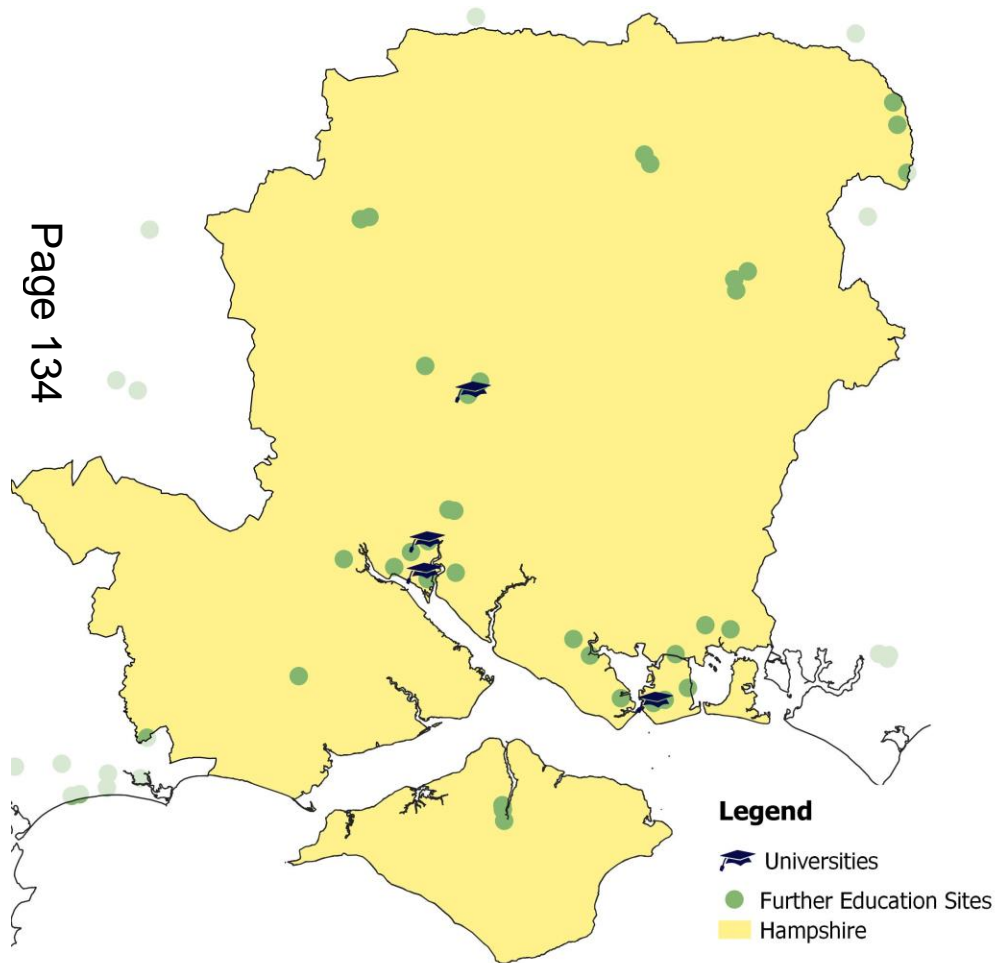 Page 134
Legend
Universities
Further Education Sites
Hampshire